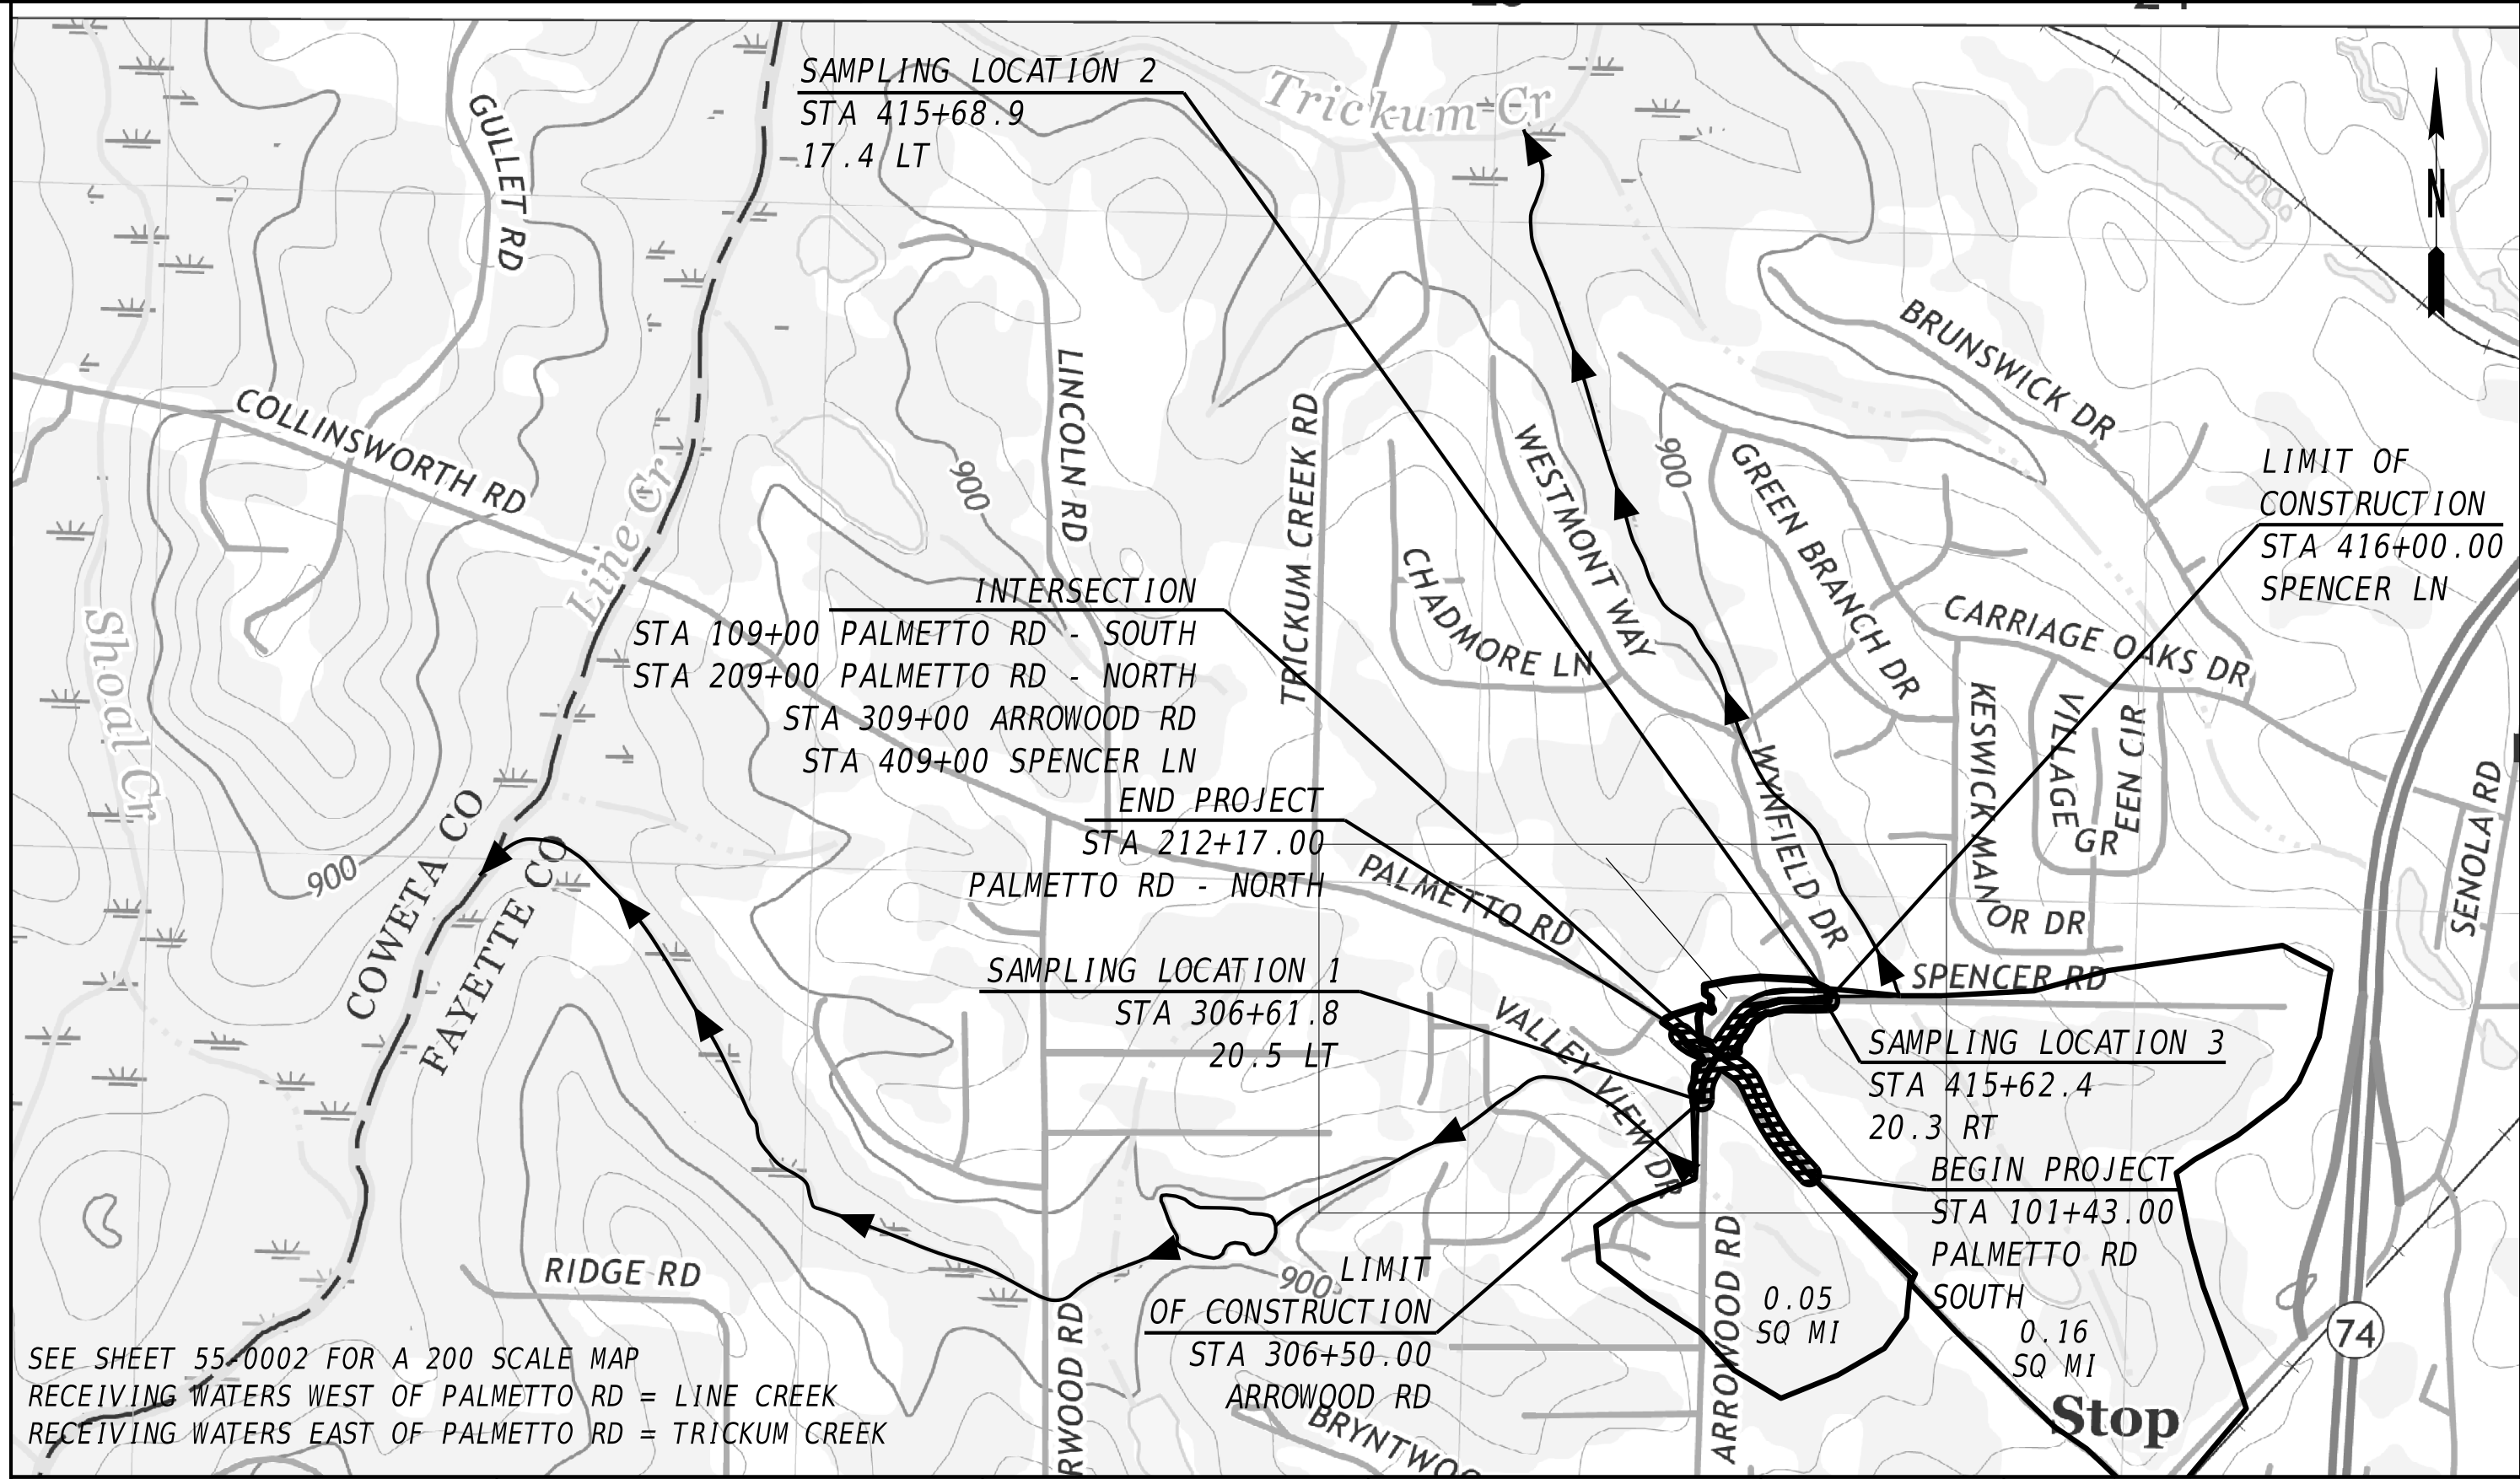 SAMPLING LOCATION 2
STA 415+68.9
17.4 LT
Trickum Cr
N
GULLET RD
BRUNSWICK DR
COLLINSWORTH RD
LINCOLN RD
TRICKUM CREEK RD
900
WESTMONT WAY
900
GREEN BRANCH DR
LIMIT OF
CONSTRUCTION
STA 416+00.00
SPENCER LN
Line Cr
Shoal Cr
CHADMORE LN
CARRIAGE OAKS DR
INTERSECTION
STA 109+00 PALMETTO RD - SOUTH
STA 209+00 PALMETTO RD - NORTH
STA 309+00 ARROWOOD RD
STA 409+00 SPENCER LN
KESWICK MANOR DR
VILLAGE
GR
EEN CIR
WYNFIELD DR
SENOLA RD
END PROJECT
STA 212+17.00
PALMETTO RD - NORTH
PALMETTO RD
900
COWETA CO
FAYETTE CO
SAMPLING LOCATION 1
STA 306+61.8
20.5 LT
SPENCER RD
VALLEY VIEW DR
SAMPLING LOCATION 3
STA 415+62.4
20.3 RT
BEGIN PROJECT
STA 101+43.00
PALMETTO RD
SOUTH
RIDGE RD
900
LIMIT
OF CONSTRUCTION
STA 306+50.00
ARROWOOD RD
ARROWOOD RD
0.05
SQ MI
0.16
SQ MI
74
Stop
RWOOD RD
BRYNTWOO
SEE SHEET 55-0002 FOR A 200 SCALE MAP
RECEIVING WATERS WEST OF PALMETTO RD = LINE CREEK
RECEIVING WATERS EAST OF PALMETTO RD = TRICKUM CREEK